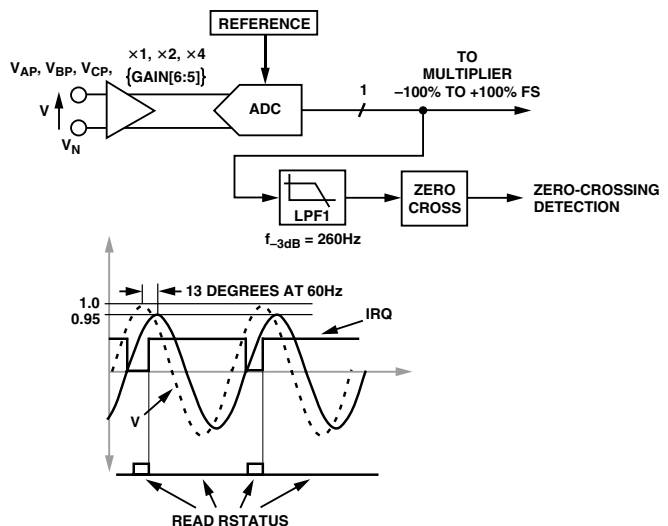 REFERENCE
V_AP, V_BP, V_CP,
×1, ×2, ×4
{GAIN[6:5]}
V
V_N
ADC
1
TO
MULTIPLIER
–100% TO +100% FS
LPF1
f_–3dB = 260Hz
ZERO
CROSS
ZERO-CROSSING
DETECTION
13 DEGREES AT 60Hz
1.0
0.95
IRQ
V
READ RSTATUS